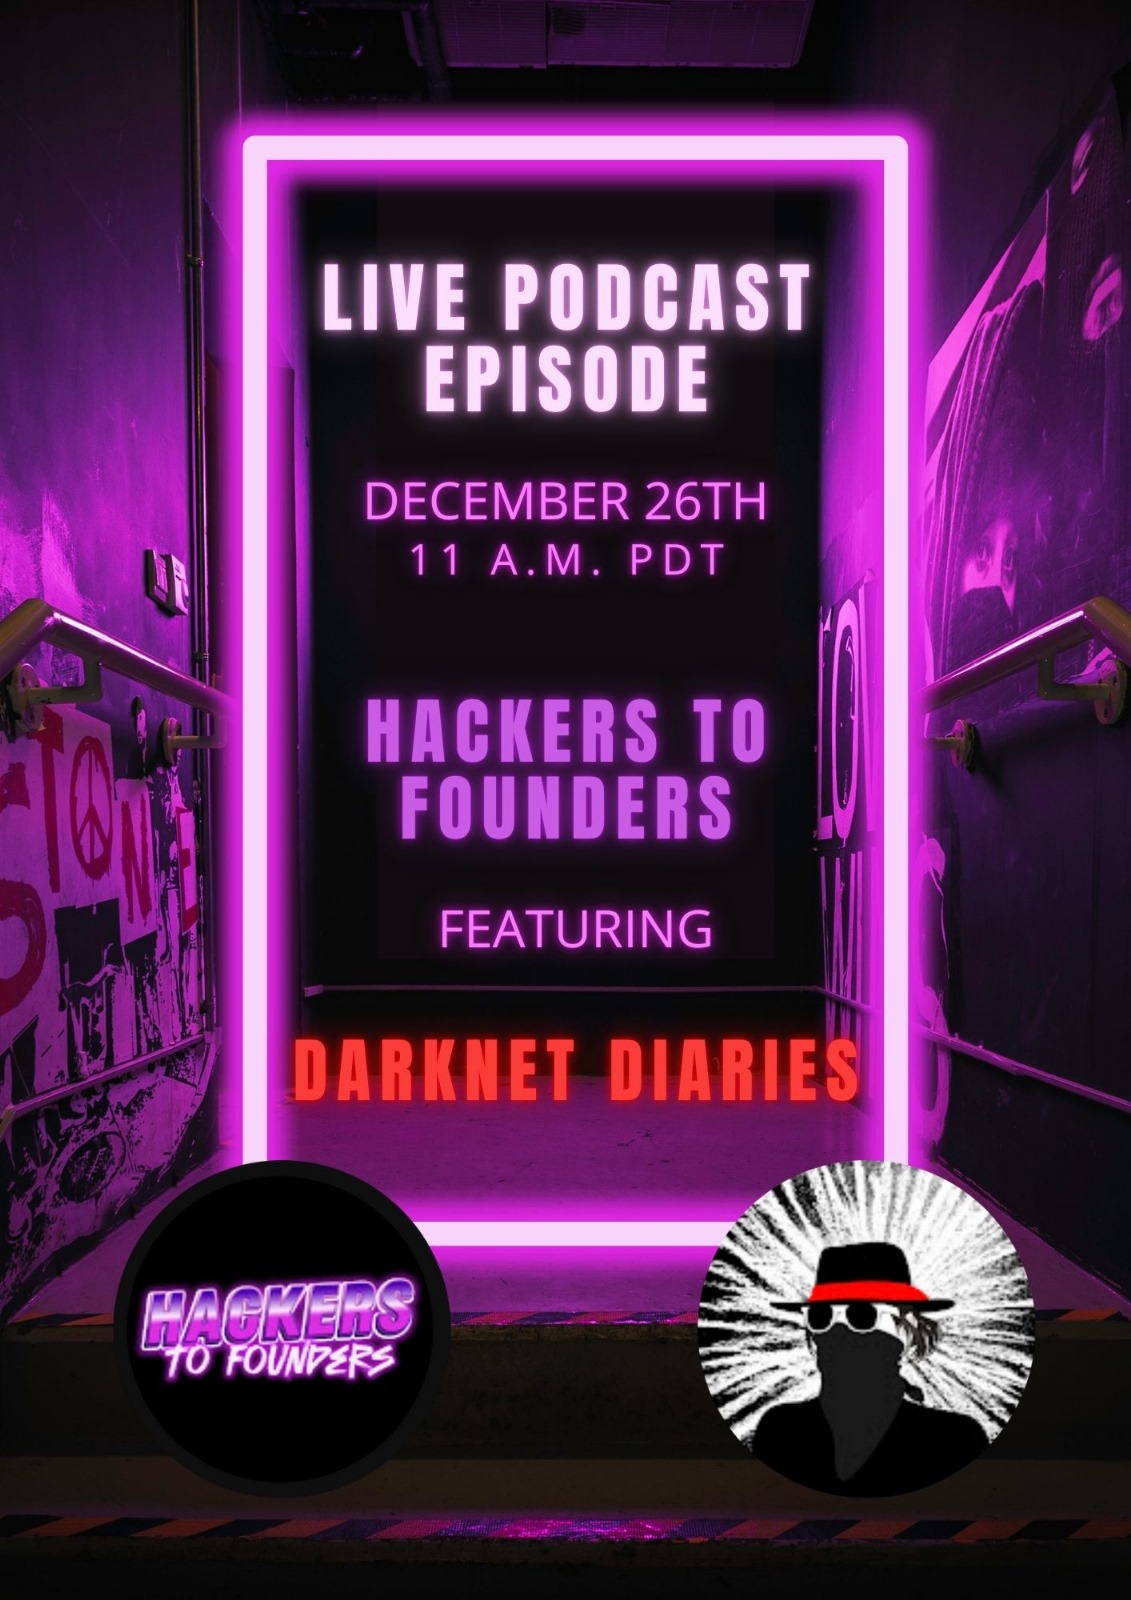 LIVE PODCAST
EPISODE
DECEMBER 26TH
11 A.M. PDT
HACKERS TO
FOUNDERS
FEATURING
DARKNET DIARIES
HACKERS
TO FOUNDERS